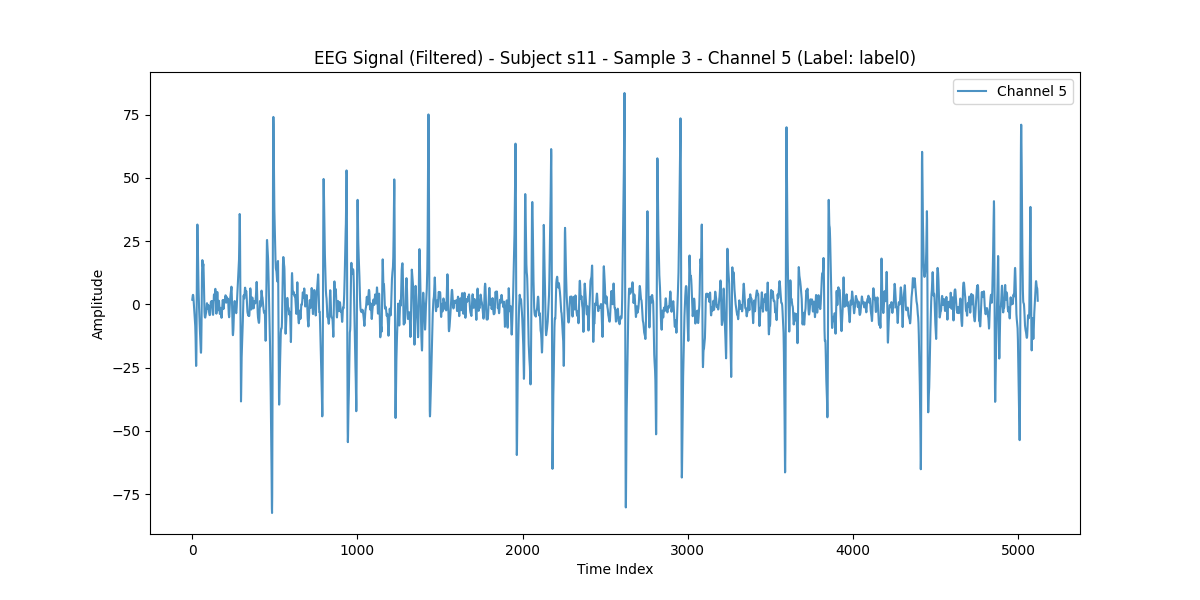 EEG Signal (Filtered) - Subject s11 - Sample 3 - Channel 5 (Label: label0)
Channel 5
75
50
25
0
−25
−50
−75
Amplitude
0 1000 2000 3000 4000 5000
Time Index